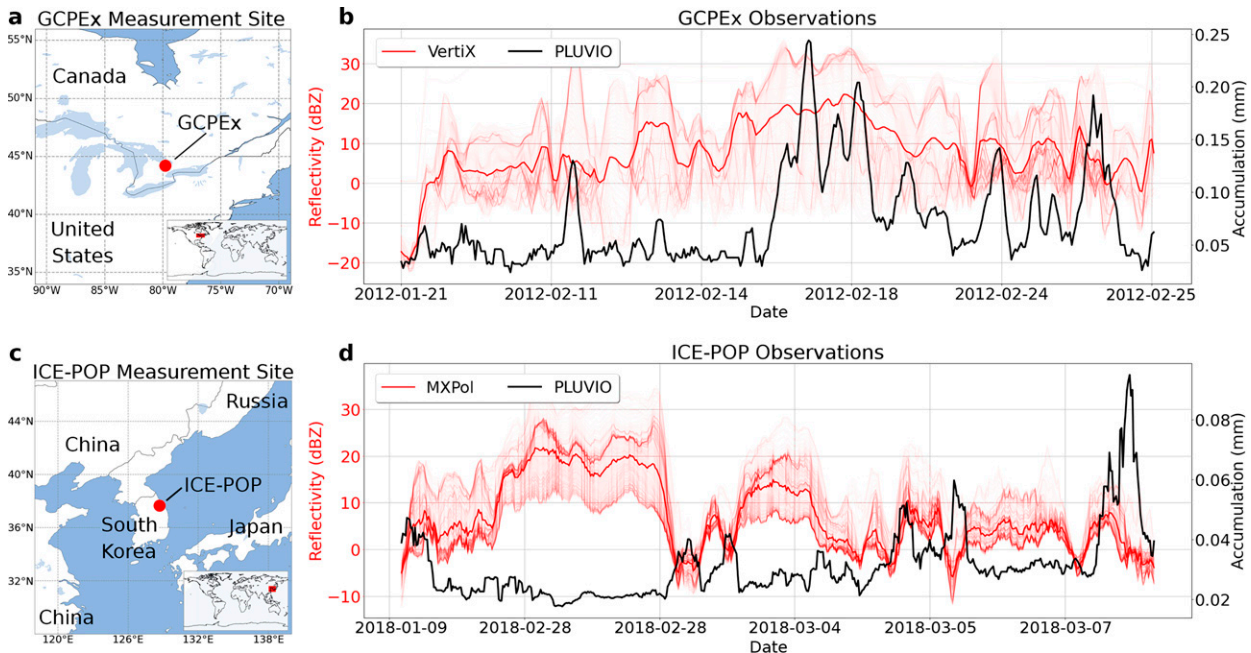 a GCPEx Measurement Site
55°N
Canada
50°N
GCPEx
45°N
40°N
United
States
35°N
90°W 85°W 80°W 75°W 70°W
b GCPEx Observations
VertiX PLUVIO
Reflectivity (dBZ)
30
20
10
0
−10
−20
0.25
0.20
0.15
0.10
0.05
Accumulation (mm)
2012-01-21 2012-02-11 2012-02-14 2012-02-18 2012-02-24 2012-02-25
Date
c ICE-POP Measurement Site
44°N
Russia
China
40°N
ICE-POP
36°N
South
Korea
Japan
32°N
China
120°E 126°E 132°E 138°E
d ICE-POP Observations
MXPol PLUVIO
Reflectivity (dBZ)
30
20
10
0
−10
0.08
0.06
0.04
0.02
Accumulation (mm)
2018-01-09 2018-02-28 2018-02-28 2018-03-04 2018-03-05 2018-03-07
Date